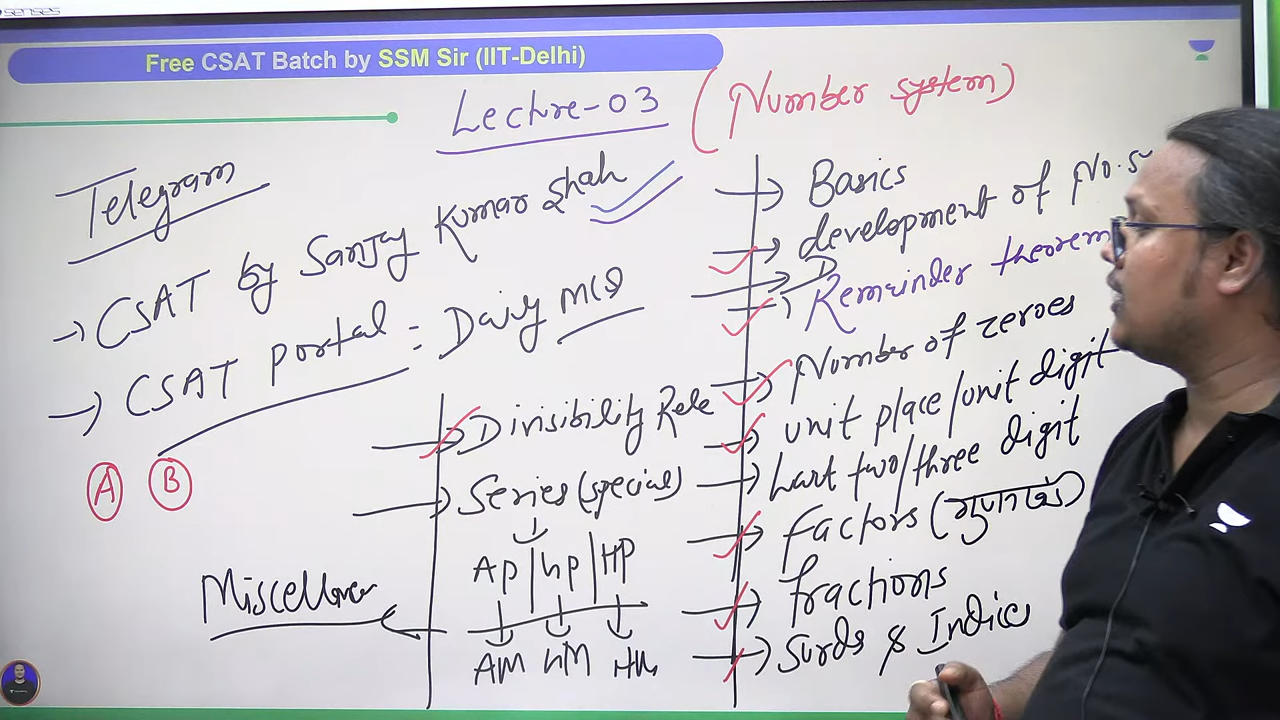 senses
Free CSAT Batch by SSM Sir (IIT-Delhi)
Lecture-03 (Number system)
Telegram
→ CSAT by Sanjay Kumar Shah
→ CSAT portal = Daily MCQ
A B
→ Divisibility Rule
→ Series (special)
AP | GP | HP
AM GM HM
→ Basics
→ development of No. s
→ D
→ Remainder theorem
→ Number of zeroes
→ unit place/unit digit
→ Last two/three digit
→ factors (गुणखंड)
→ fractions
→ Surds & Indices